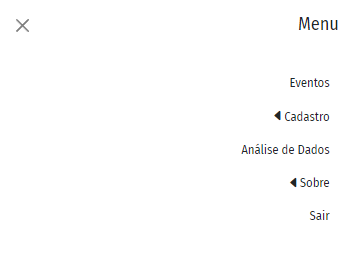 Menu
Eventos
Cadastro
Análise de Dados
Sobre
Sair